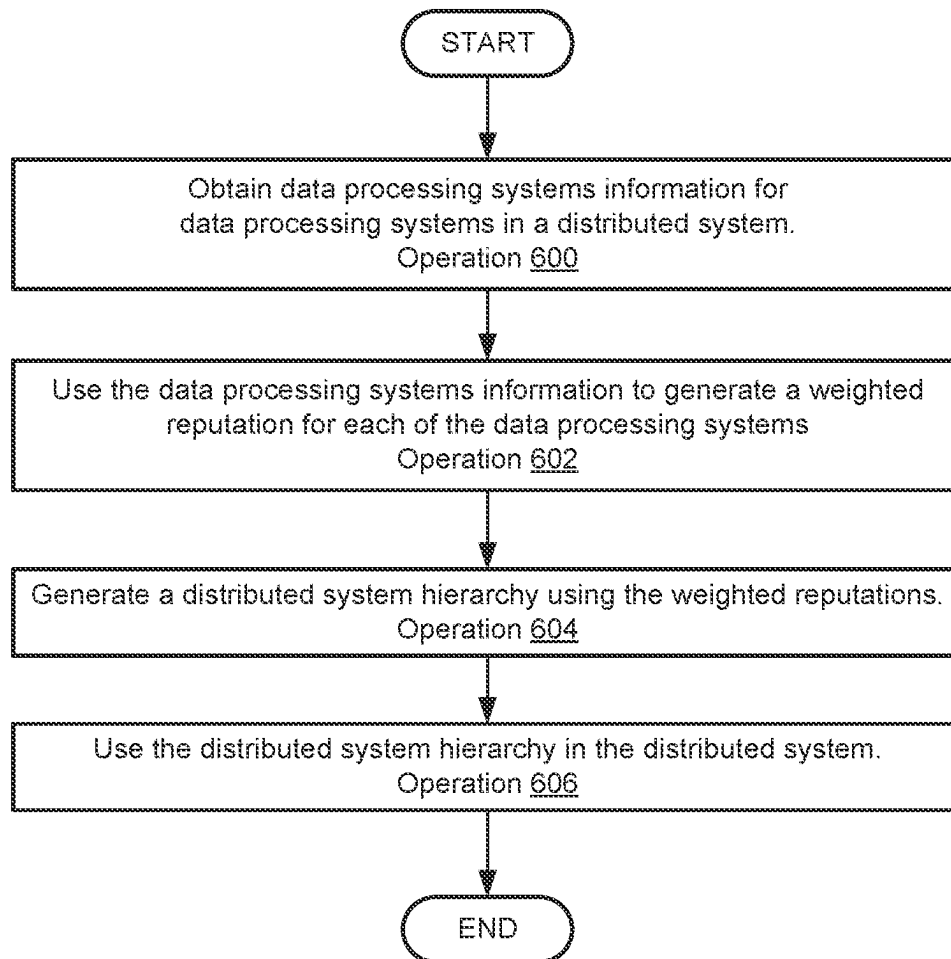 START
Obtain data processing systems information for
data processing systems in a distributed system.
Operation 600
Use the data processing systems information to generate a weighted
reputation for each of the data processing systems
Operation 602
Generate a distributed system hierarchy using the weighted reputations.
Operation 604
Use the distributed system hierarchy in the distributed system.
Operation 606
END